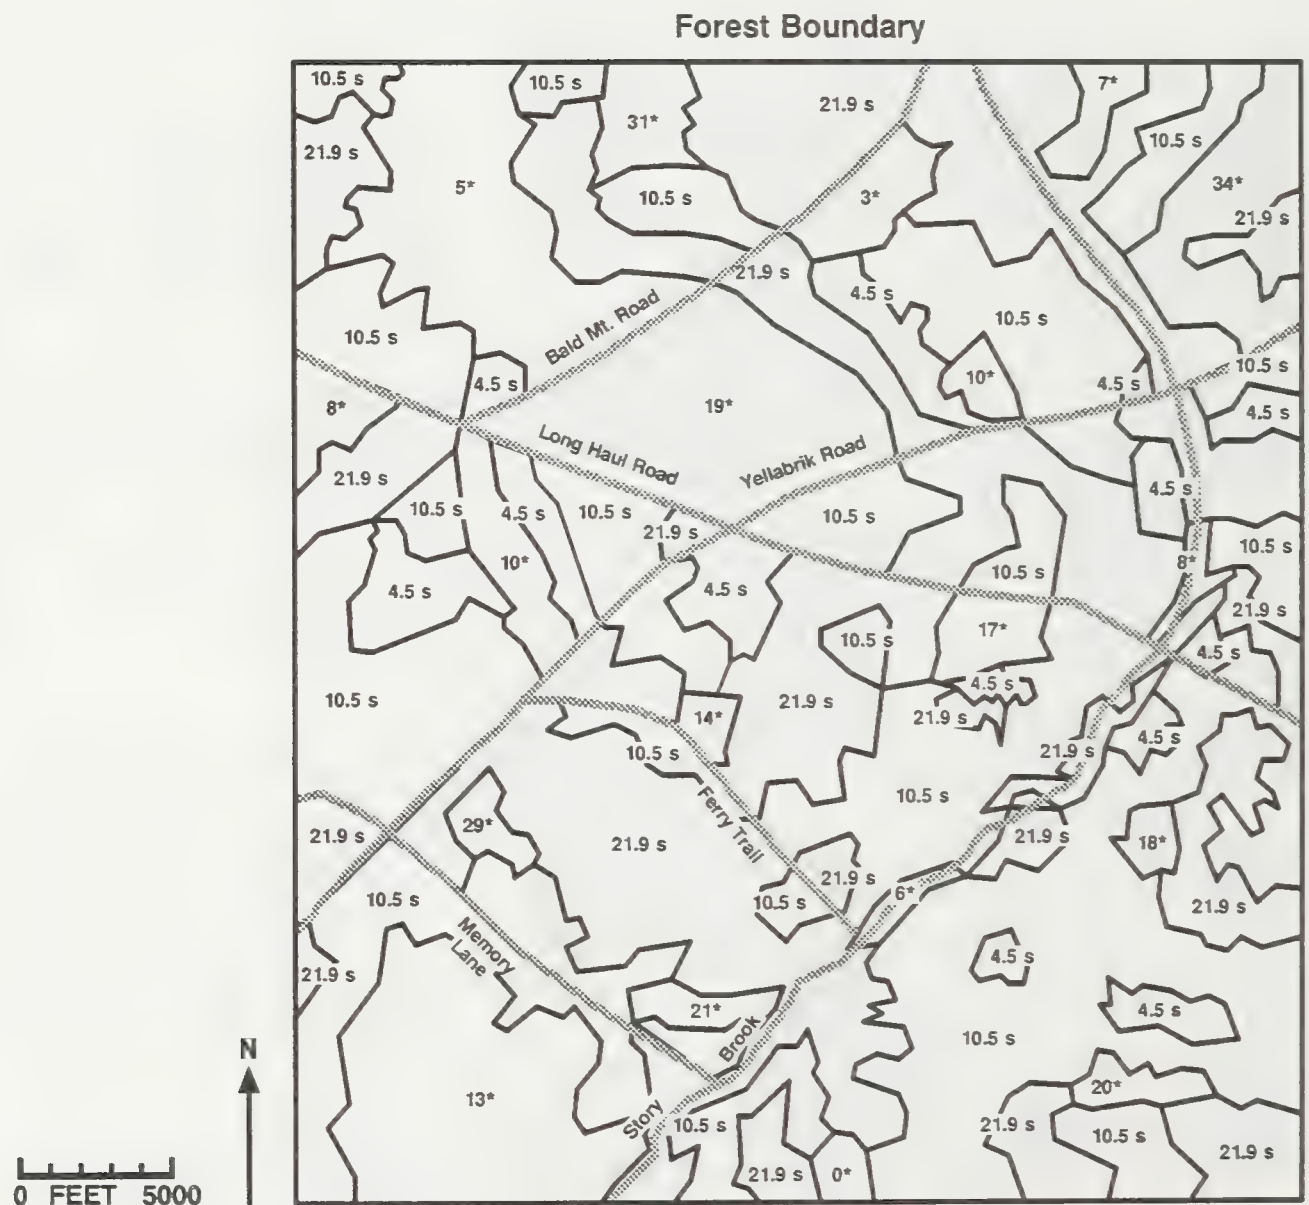 Forest Boundary
10.5 s
10.5 s
7*
21.9 s
31*
10.5 s
21.9 s
5*
34*
10.5 s
3*
21.9 s
21.9 s
4.5 s
10.5 s
Bald Mt. Road
10.5 s
10.5 s
4.5 s
10*
4.5 s
8*
19*
4.5 s
Long Haul Road
Yellabrik Road
21.9 s
4.5 s
10.5 s
4.5 s
10.5 s
10.5 s
21.9 s
10.5 s
10*
8*
10.5 s
4.5 s
4.5 s
21.9 s
17*
10.5 s
4.5 s
4.5 s
10.5 s
21.9 s
14*
21.9 s
4.5 s
10.5 s
21.9 s
Ferry Trail
10.5 s
29*
21.9 s
21.9 s
21.9 s
18*
21.9 s
10.5 s
10.5 s
6*
21.9 s
Memory
Lane
4.5 s
21.9 s
21*
4.5 s
Brook
10.5 s
N
13*
20*
Story
10.5 s
21.9 s
10.5 s
21.9 s
21.9 s
0*
0 FEET 5000